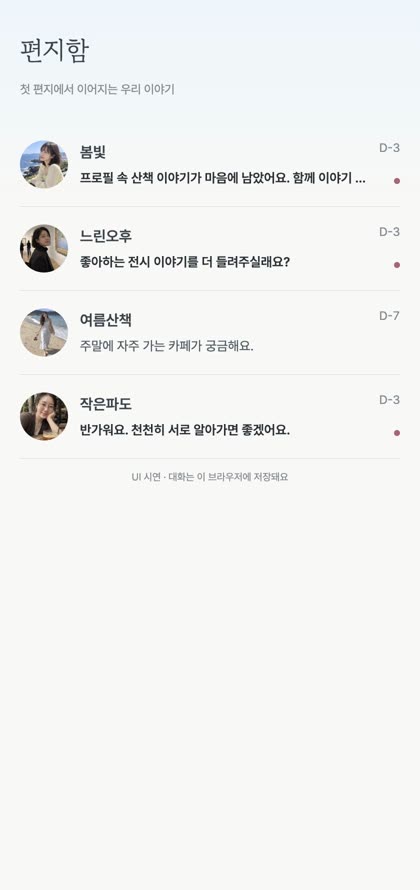 편지함
첫 편지에서 이어지는 우리 이야기
봄빛
D-3
프로필 속 산책 이야기가 마음에 남았어요. 함께 이야기 ...
느린오후
D-3
좋아하는 전시 이야기를 더 들려주실래요?
여름산책
D-7
주말에 자주 가는 카페가 궁금해요.
작은파도
D-3
반가워요. 천천히 서로 알아가면 좋겠어요.
UI 시연 · 대화는 이 브라우저에 저장돼요